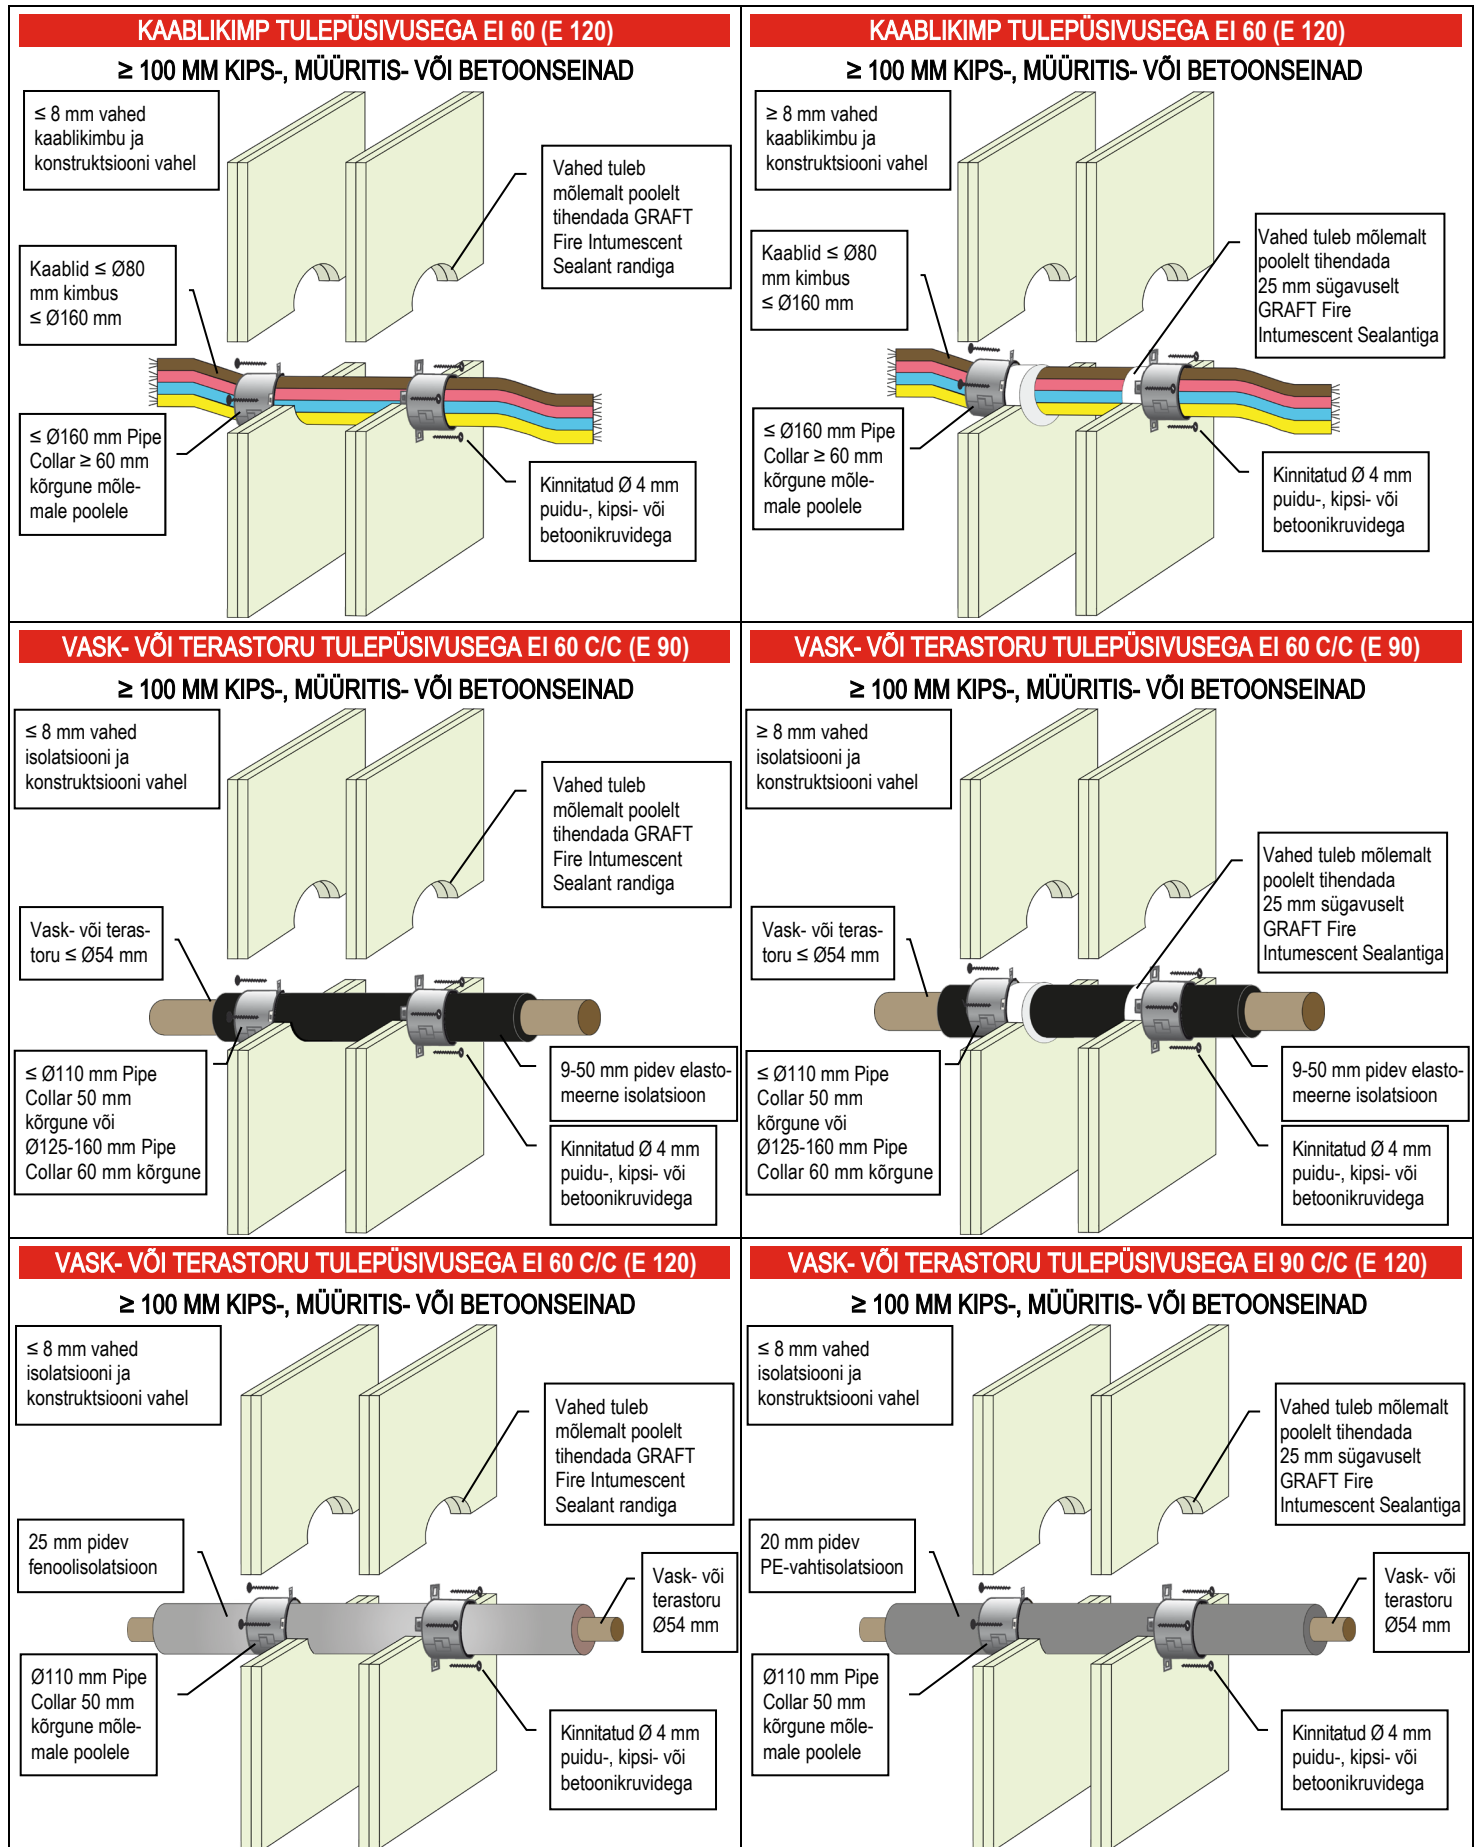 KAABLIKIMP TULEPÜSIVUSEGA EI 60 (E 120)
≥ 100 MM KIPS-, MÜÜRITIS- VÕI BETOONSEINAD
≤ 8 mm vahed
kaablikimbu ja
konstruktsiooni vahel
Vahed tuleb
mõlemalt poolelt
tihendada GRAFT
Fire Intumescent
Sealant randiga
Kaablid ≤ Ø80
mm kimbus
≤ Ø160 mm
≤ Ø160 mm Pipe
Collar ≥ 60 mm
kõrgune mõle-
male poolele
Kinnitatud Ø 4 mm
puidu-, kipsi- või
betoonikruvidega
KAABLIKIMP TULEPÜSIVUSEGA EI 60 (E 120)
≥ 100 MM KIPS-, MÜÜRITIS- VÕI BETOONSEINAD
≥ 8 mm vahed
kaablikimbu ja
konstruktsiooni vahel
Vahed tuleb mõlemalt
poolelt tihendada
25 mm sügavuselt
GRAFT Fire
Intumescent Sealantiga
Kaablid ≤ Ø80
mm kimbus
≤ Ø160 mm
≤ Ø160 mm Pipe
Collar ≥ 60 mm
kõrgune mõle-
male poolele
Kinnitatud Ø 4 mm
puidu-, kipsi- või
betoonikruvidega
VASK- VÕI TERASTORU TULEPÜSIVUSEGA EI 60 C/C (E 90)
≥ 100 MM KIPS-, MÜÜRITIS- VÕI BETOONSEINAD
≤ 8 mm vahed
isolatsiooni ja
konstruktsiooni vahel
Vahed tuleb
mõlemalt poolelt
tihendada GRAFT
Fire Intumescent
Sealant randiga
Vask- või teras-
toru ≤ Ø54 mm
≤ Ø110 mm Pipe
Collar 50 mm
kõrgune või
Ø125-160 mm Pipe
Collar 60 mm kõrgune
9-50 mm pidev elasto-
meerne isolatsioon
Kinnitatud Ø 4 mm
puidu-, kipsi- või
betoonikruvidega
VASK- VÕI TERASTORU TULEPÜSIVUSEGA EI 60 C/C (E 90)
≥ 100 MM KIPS-, MÜÜRITIS- VÕI BETOONSEINAD
≥ 8 mm vahed
isolatsiooni ja
konstruktsiooni vahel
Vahed tuleb mõlemalt
poolelt tihendada
25 mm sügavuselt
GRAFT Fire
Intumescent Sealantiga
Vask- või teras-
toru ≤ Ø54 mm
≤ Ø110 mm Pipe
Collar 50 mm
kõrgune või
Ø125-160 mm Pipe
Collar 60 mm kõrgune
9-50 mm pidev elasto-
meerne isolatsioon
Kinnitatud Ø 4 mm
puidu-, kipsi- või
betoonikruvidega
VASK- VÕI TERASTORU TULEPÜSIVUSEGA EI 60 C/C (E 120)
≥ 100 MM KIPS-, MÜÜRITIS- VÕI BETOONSEINAD
≤ 8 mm vahed
isolatsiooni ja
konstruktsiooni vahel
Vahed tuleb
mõlemalt poolelt
tihendada GRAFT
Fire Intumescent
Sealant randiga
25 mm pidev
fenoolisolatsioon
Vask- või
terastoru
Ø54 mm
Ø110 mm Pipe
Collar 50 mm
kõrgune mõle-
male poolele
Kinnitatud Ø 4 mm
puidu-, kipsi- või
betoonikruvidega
VASK- VÕI TERASTORU TULEPÜSIVUSEGA EI 90 C/C (E 120)
≥ 100 MM KIPS-, MÜÜRITIS- VÕI BETOONSEINAD
≤ 8 mm vahed
isolatsiooni ja
konstruktsiooni vahel
Vahed tuleb mõlemalt
poolelt tihendada
25 mm sügavuselt
GRAFT Fire
Intumescent Sealantiga
20 mm pidev
PE-vahtisolatsioon
Vask- või
terastoru
Ø54 mm
Ø110 mm Pipe
Collar 50 mm
kõrgune mõle-
male poolele
Kinnitatud Ø 4 mm
puidu-, kipsi- või
betoonikruvidega